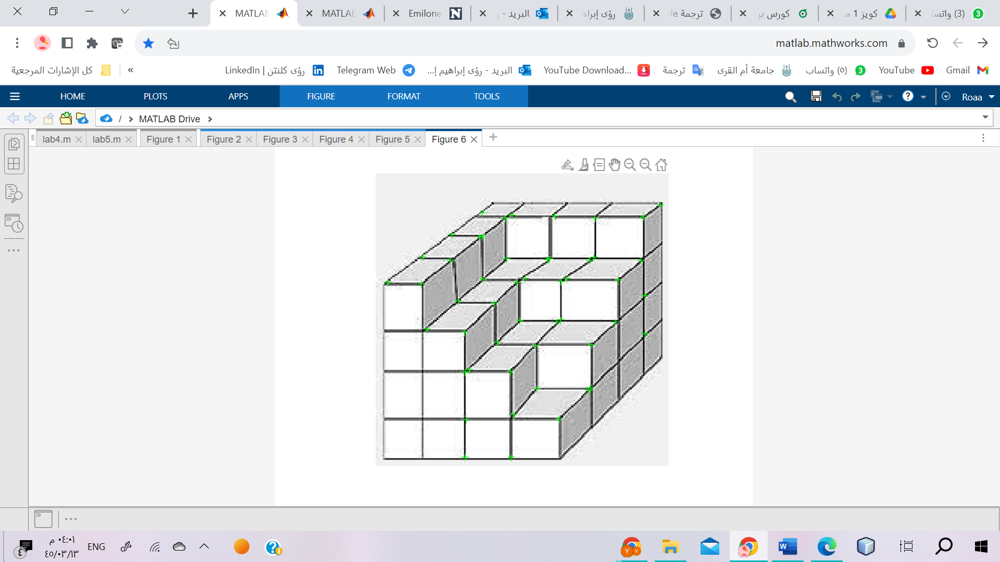 MATLAB
MATLAB
Emilone
البريد - ر
رؤى إبراه
ترجمة
كورس بر
كويز 1 م
(3) واتسا
matlab.mathworks.com
كل الإشارات المرجعية
»
رؤى كلنتن | LinkedIn
Telegram Web
البريد - رؤى إبراهيم إ...
YouTube Download...
ترجمة
جامعة أم القرى
(٥) واتساب
YouTube
Gmail
HOME PLOTS APPS FIGURE FORMAT TOOLS
Roaa
/ MATLAB Drive
lab4.m lab5.m Figure 1 Figure 2 Figure 3 Figure 4 Figure 5 Figure 6
٠٤:٠١ م
ENG
٤٥/٠٣/١٣
٤